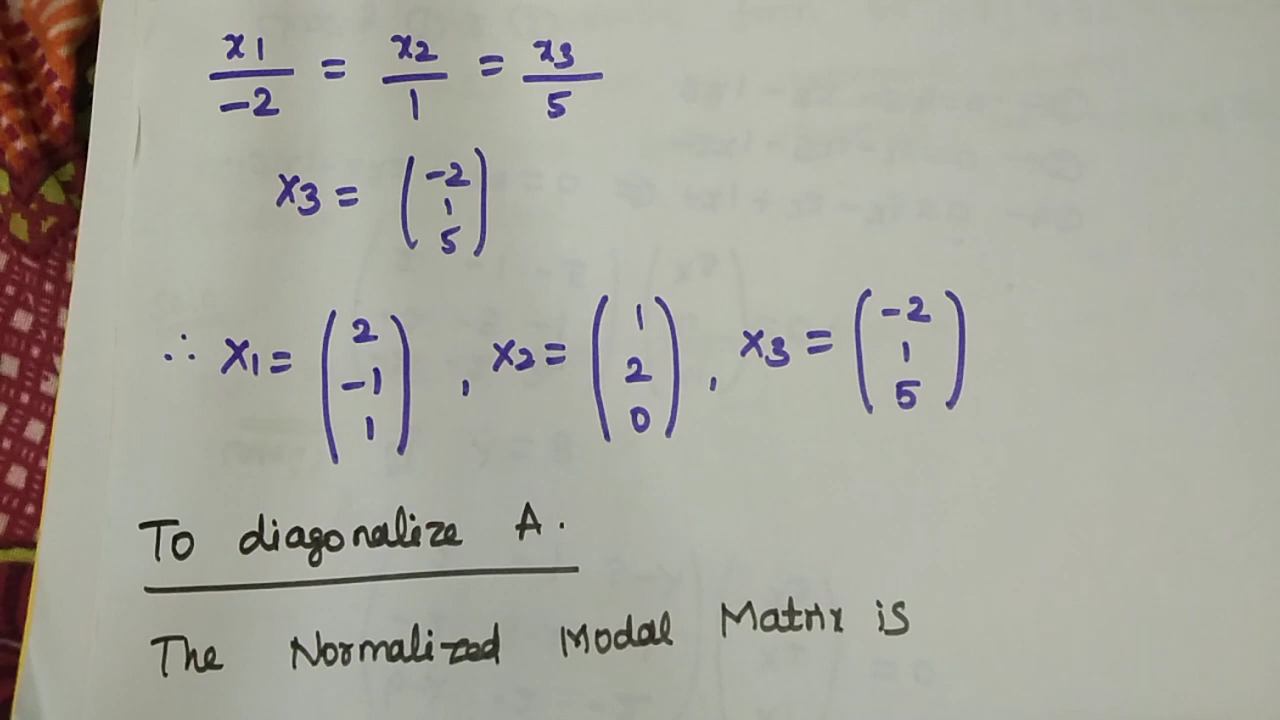 x1/-2 = x2/1 = x3/5
X3 = (-2 1 5)
∴ X1 = (2 -1 1) , X2 = (1 2 0) , X3 = (-2 1 5)
To diagonalize A.
The Normalized Modal Matrix is